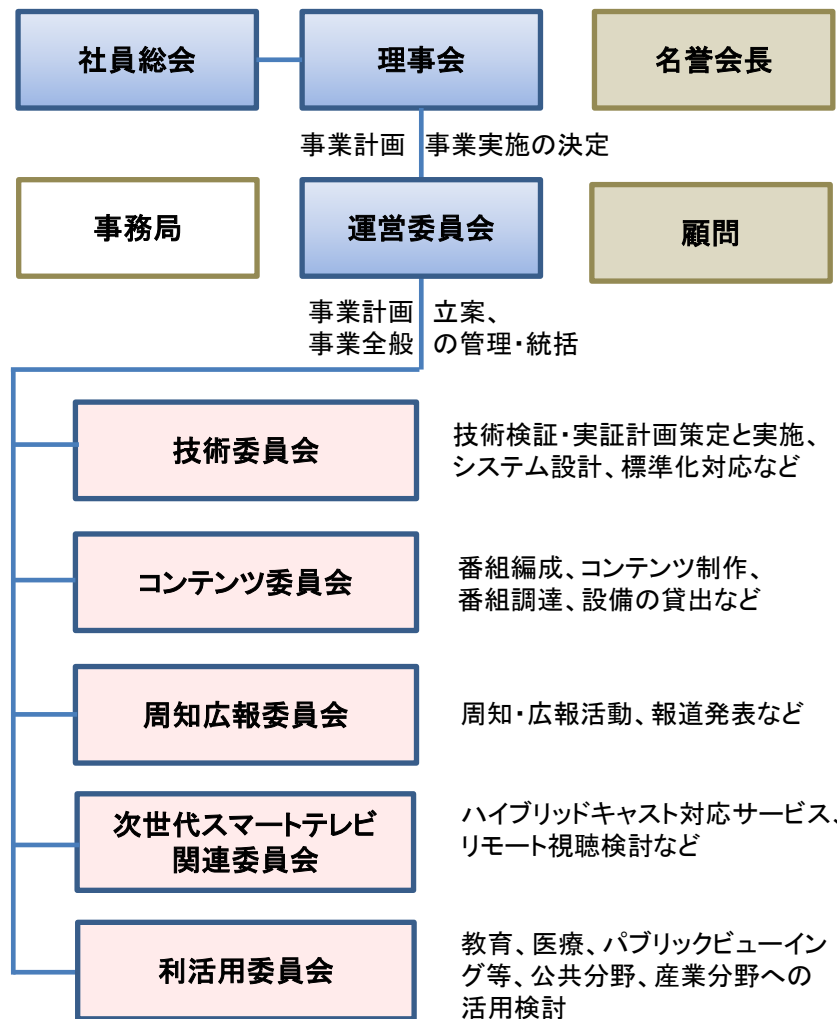 社員総会
理事会
名誉会長
事業計画 事業実施の決定
事務局
運営委員会
顧問
事業計画 立案、
事業全般 の管理・統括
技術委員会
技術検証・実証計画策定と実施、
システム設計、標準化対応など
コンテンツ委員会
番組編成、コンテンツ制作、
番組調達、設備の貸出など
周知広報委員会
周知・広報活動、報道発表など
次世代スマートテレビ
関連委員会
ハイブリッドキャスト対応サービス、
リモート視聴検討など
利活用委員会
教育、医療、パブリックビューイン
グ等、公共分野、産業分野への
活用検討